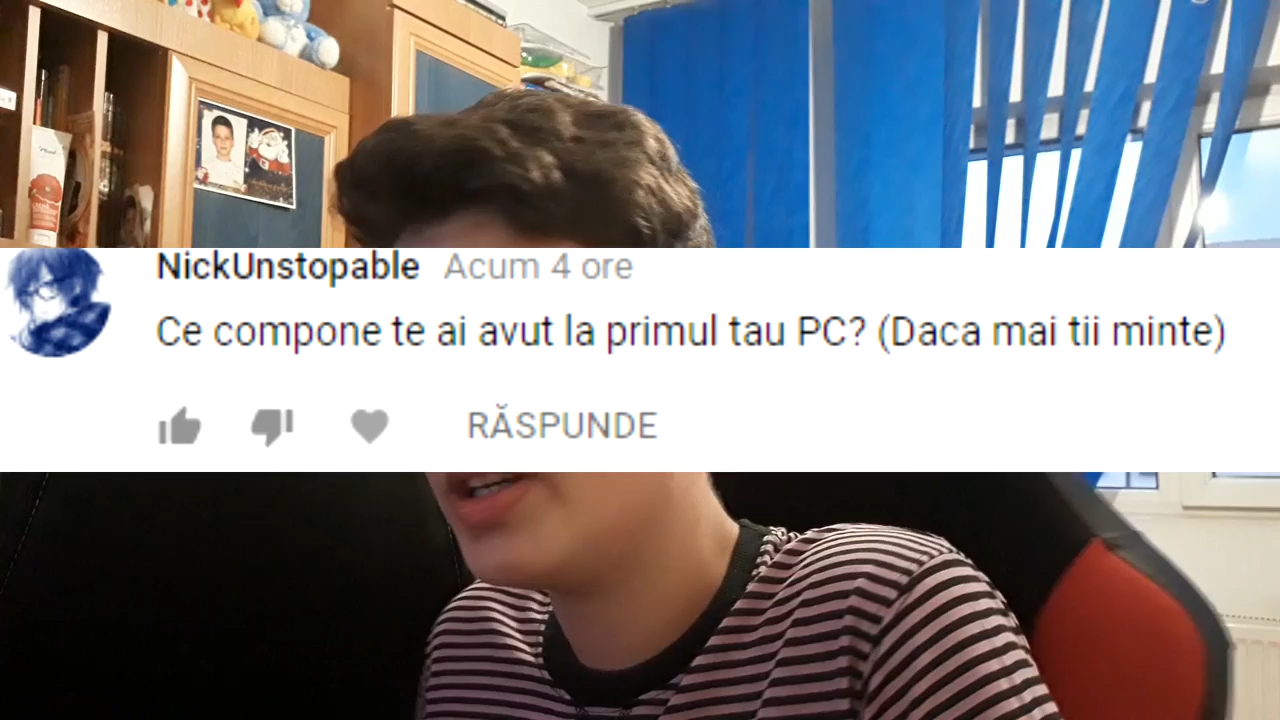 NickUnstopable Acum 4 ore
Ce compone te ai avut la primul tau PC? (Daca mai tii minte)
RĂSPUNDE